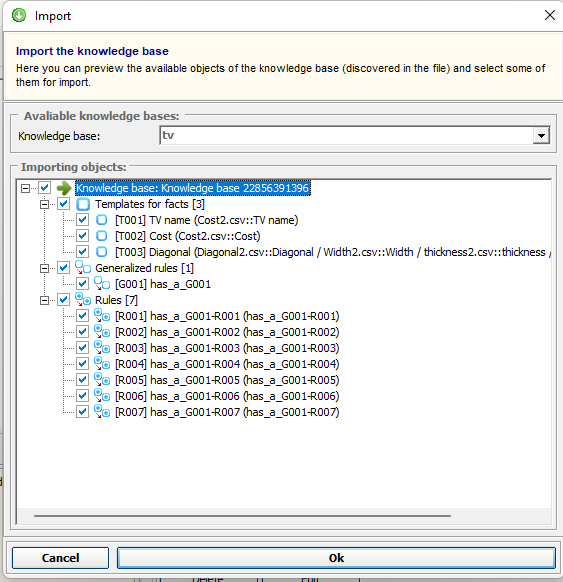 Import
Import the knowledge base
Here you can preview the available objects of the knowledge base (discovered in the file) and select some of
them for import.
Avaliable knowledge bases:
Knowledge base:
tv
Importing objects:
Knowledge base: Knowledge base 22856391396
Templates for facts [3]
[T001] TV name (Cost2.csv::TV name)
[T002] Cost (Cost2.csv::Cost)
[T003] Diagonal (Diagonal2.csv::Diagonal / Width2.csv::Width / thickness2.csv::thickness /
Generalized rules [1]
[G001] has_a_G001
Rules [7]
[R001] has_a_G001-R001 (has_a_G001-R001)
[R002] has_a_G001-R002 (has_a_G001-R002)
[R003] has_a_G001-R003 (has_a_G001-R003)
[R004] has_a_G001-R004 (has_a_G001-R004)
[R005] has_a_G001-R005 (has_a_G001-R005)
[R006] has_a_G001-R006 (has_a_G001-R006)
[R007] has_a_G001-R007 (has_a_G001-R007)
Cancel
Ok